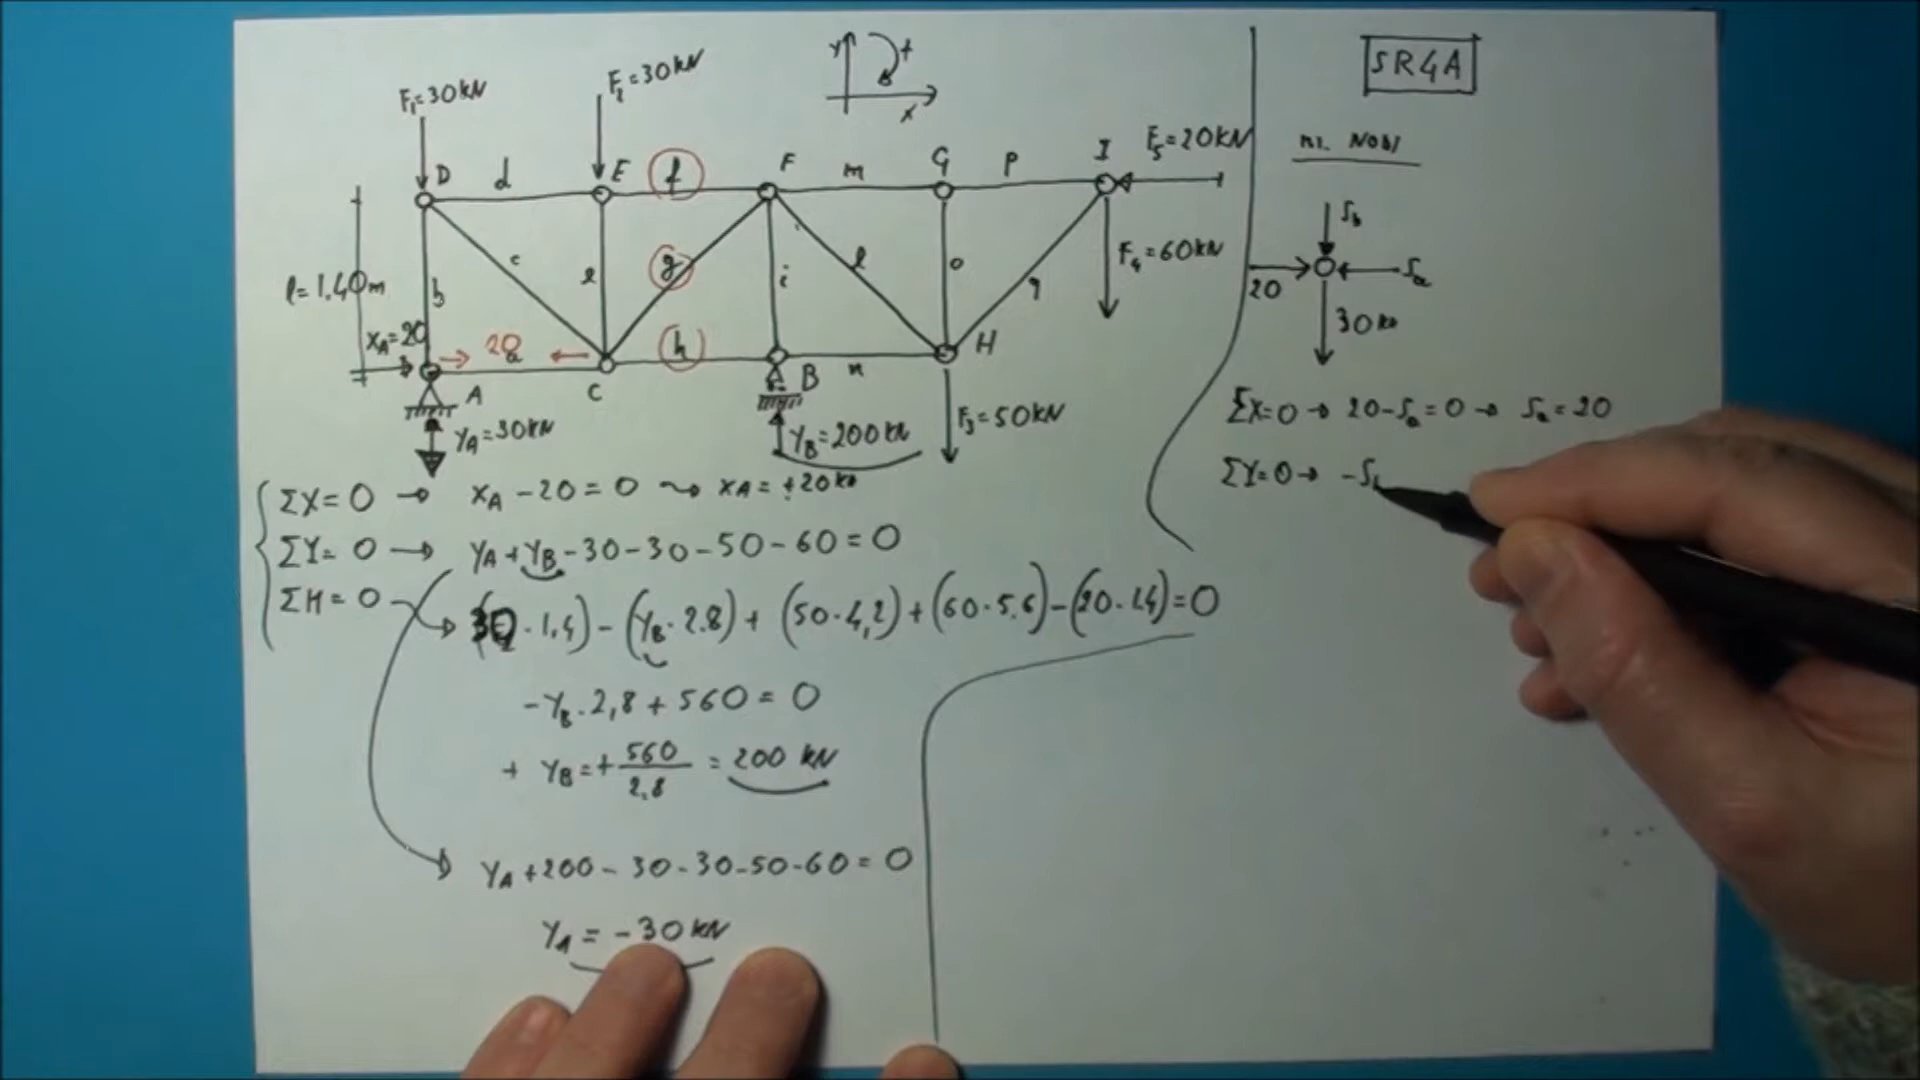 F₁=30kN
F₂=30kN
Y
+
X
D
d
E
f
F
m
G
P
I
F₅=20kN
l=1.40m
b
c
e
g
i
l
o
q
F₄=60kN
XA=20
20
a
h
n
H
A
C
B
YA=30kN
YB=200kN
F₃=50kN
ΣX=0 → XA-20=0 → XA=+20kN
ΣY=0 → YA+YB-30-30-50-60=0
ΣM=0 → (30·1,4)-(YB·2.8)+(50·4,2)+(60·5.6)-(20·1.4)=0
-YB·2,8+560=0
+ YB=+560/2.8=200 kN
YA+200-30-30-50-60=0
YA=-30kN
SR4A
M. NODI
Sb
20
Sa
30kN
ΣX=0→ 20-Sa=0→ Sa=20
ΣY=0→ -Sb